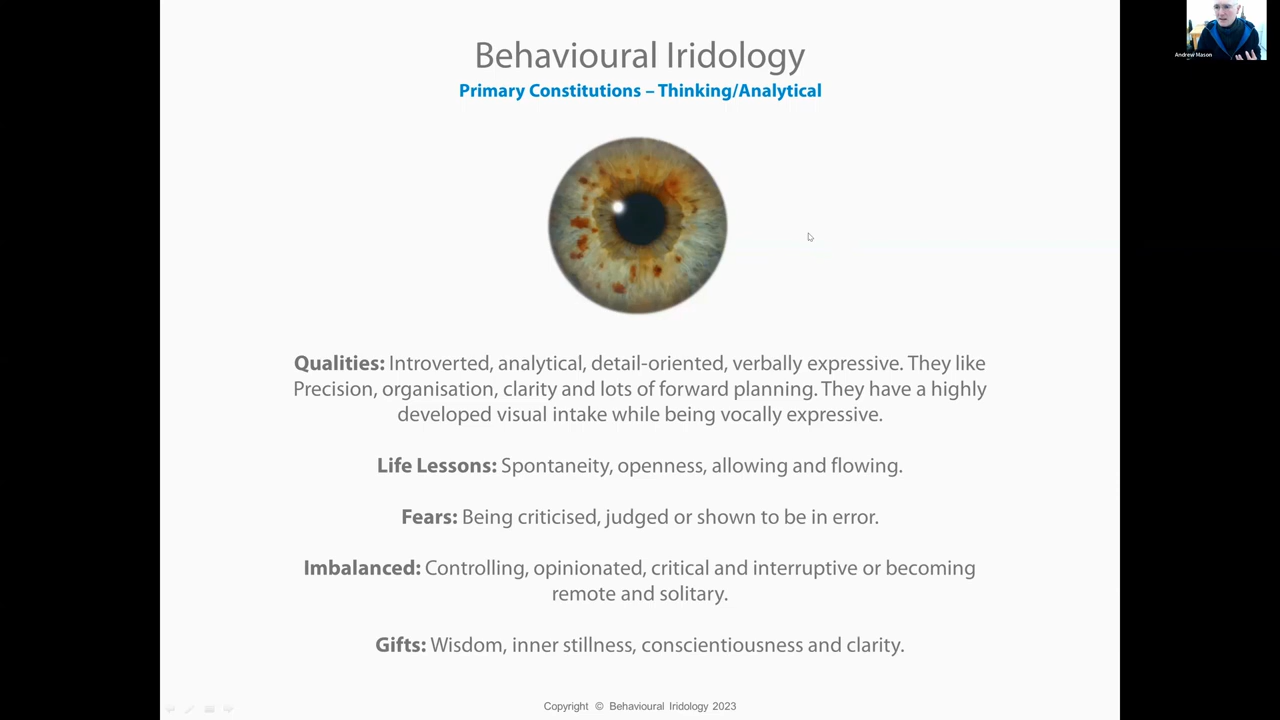 Behavioural Iridology
Primary Constitutions – Thinking/Analytical
Andrew Mason
Qualities: Introverted, analytical, detail-oriented, verbally expressive. They like
Precision, organisation, clarity and lots of forward planning. They have a highly
developed visual intake while being vocally expressive.
Life Lessons: Spontaneity, openness, allowing and flowing.
Fears: Being criticised, judged or shown to be in error.
Imbalanced: Controlling, opinionated, critical and interruptive or becoming
remote and solitary.
Gifts: Wisdom, inner stillness, conscientiousness and clarity.
Copyright © Behavioural Iridology 2023